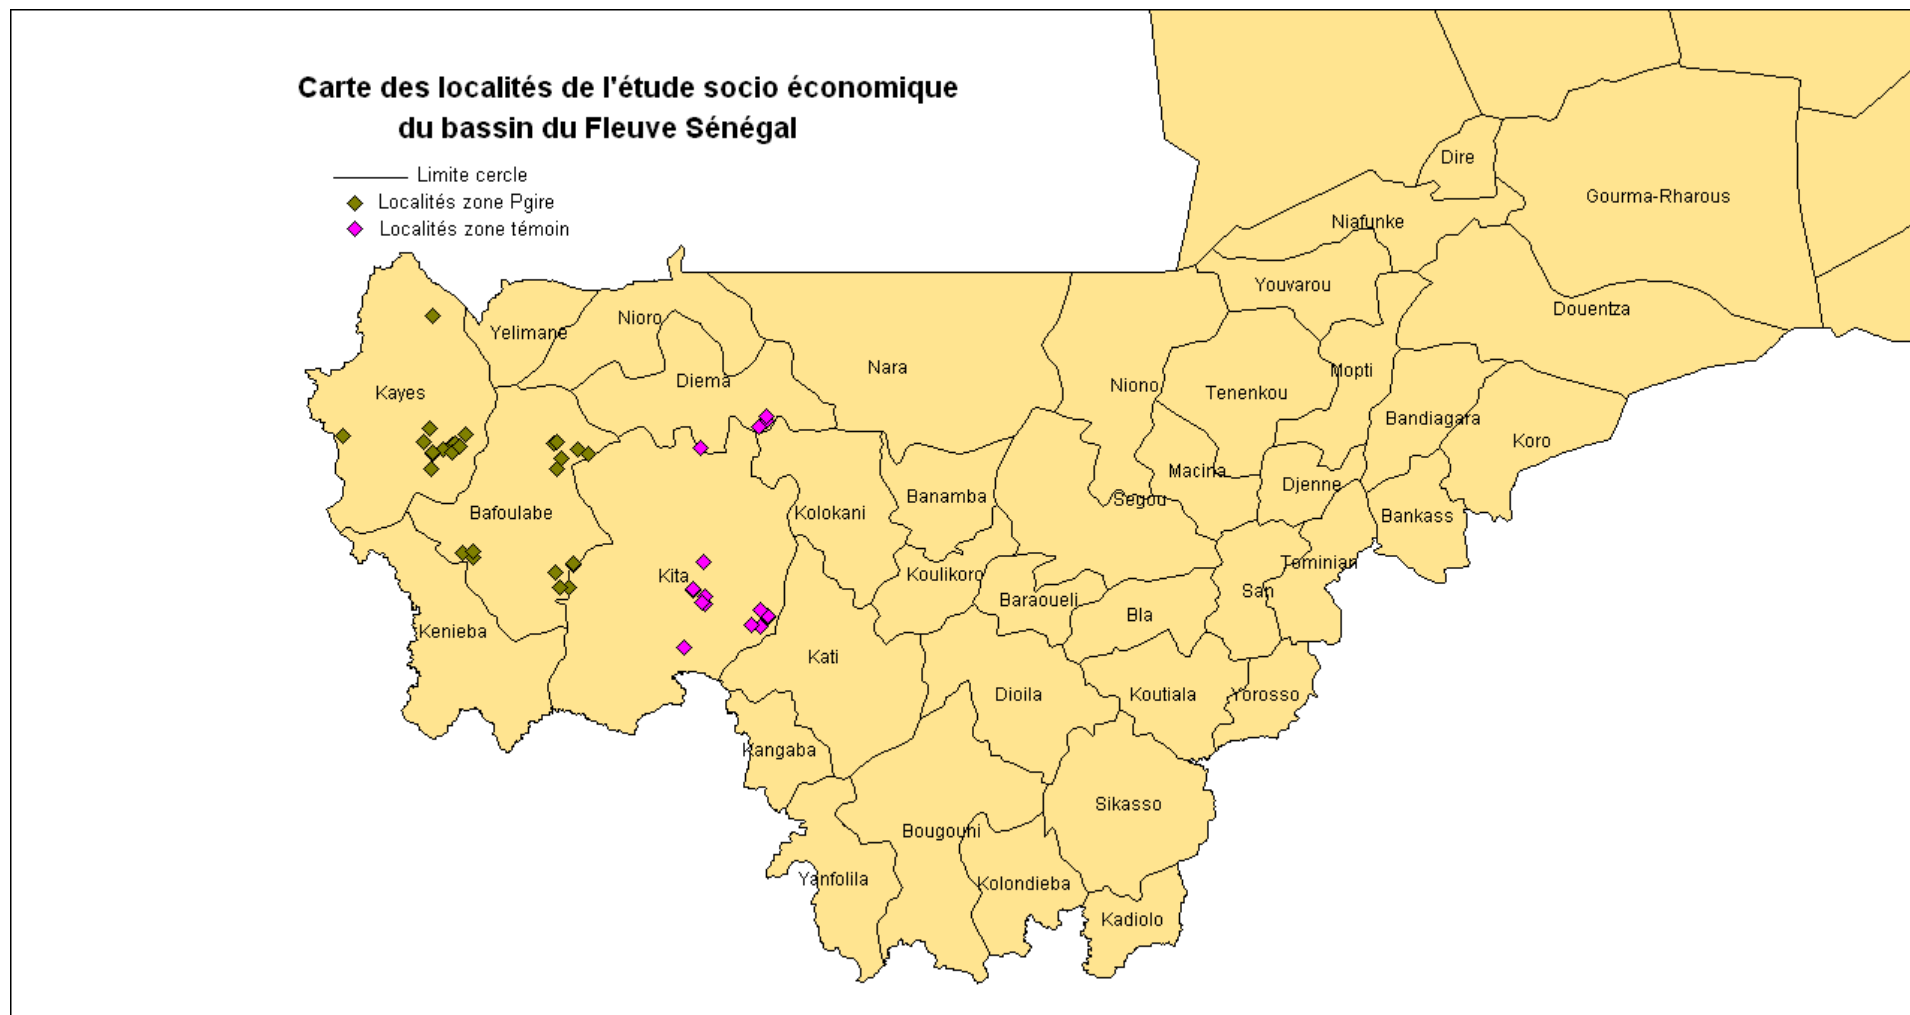 Carte des localités de l'étude socio économique
du bassin du Fleuve Sénégal
Limite cercle
Localités zone Pgire
Localités zone témoin
Dire
Gourma-Rharous
Niafunke
Youvarou
Douentza
Yelimane
Nioro
Nara
Diema
Kayes
Niono
Tenenkou
Mopti
Bandiagara
Koro
Macina
Djenne
Segou
Banamba
Kolokani
Bafoulabe
Bankass
Tominian
San
Koulikoro
Baraoueli
Bla
Kita
Kenieba
Kati
Dioila
Koutiala
Yorosso
Kangaba
Sikasso
Bougouni
Yanfolila
Kolondieba
Kadiolo